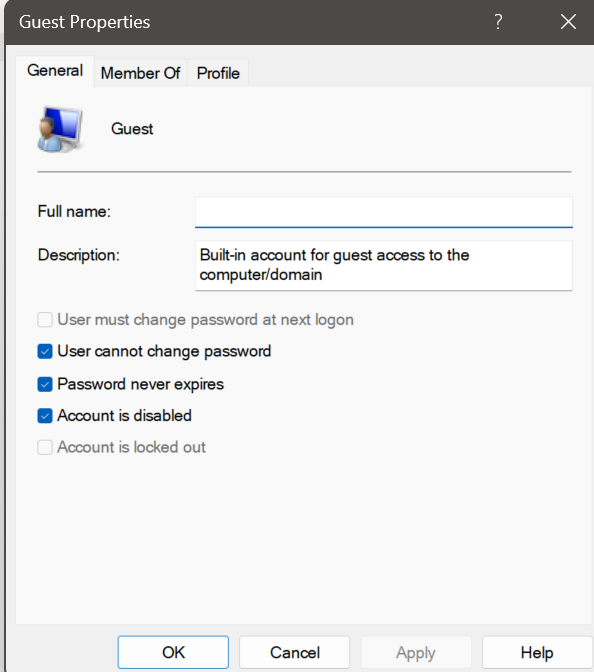 Guest Properties
?
General
Member Of
Profile
Guest
Full name:
Description:
Built-in account for guest access to the
computer/domain
User must change password at next logon
User cannot change password
Password never expires
Account is disabled
Account is locked out
OK
Cancel
Apply
Help